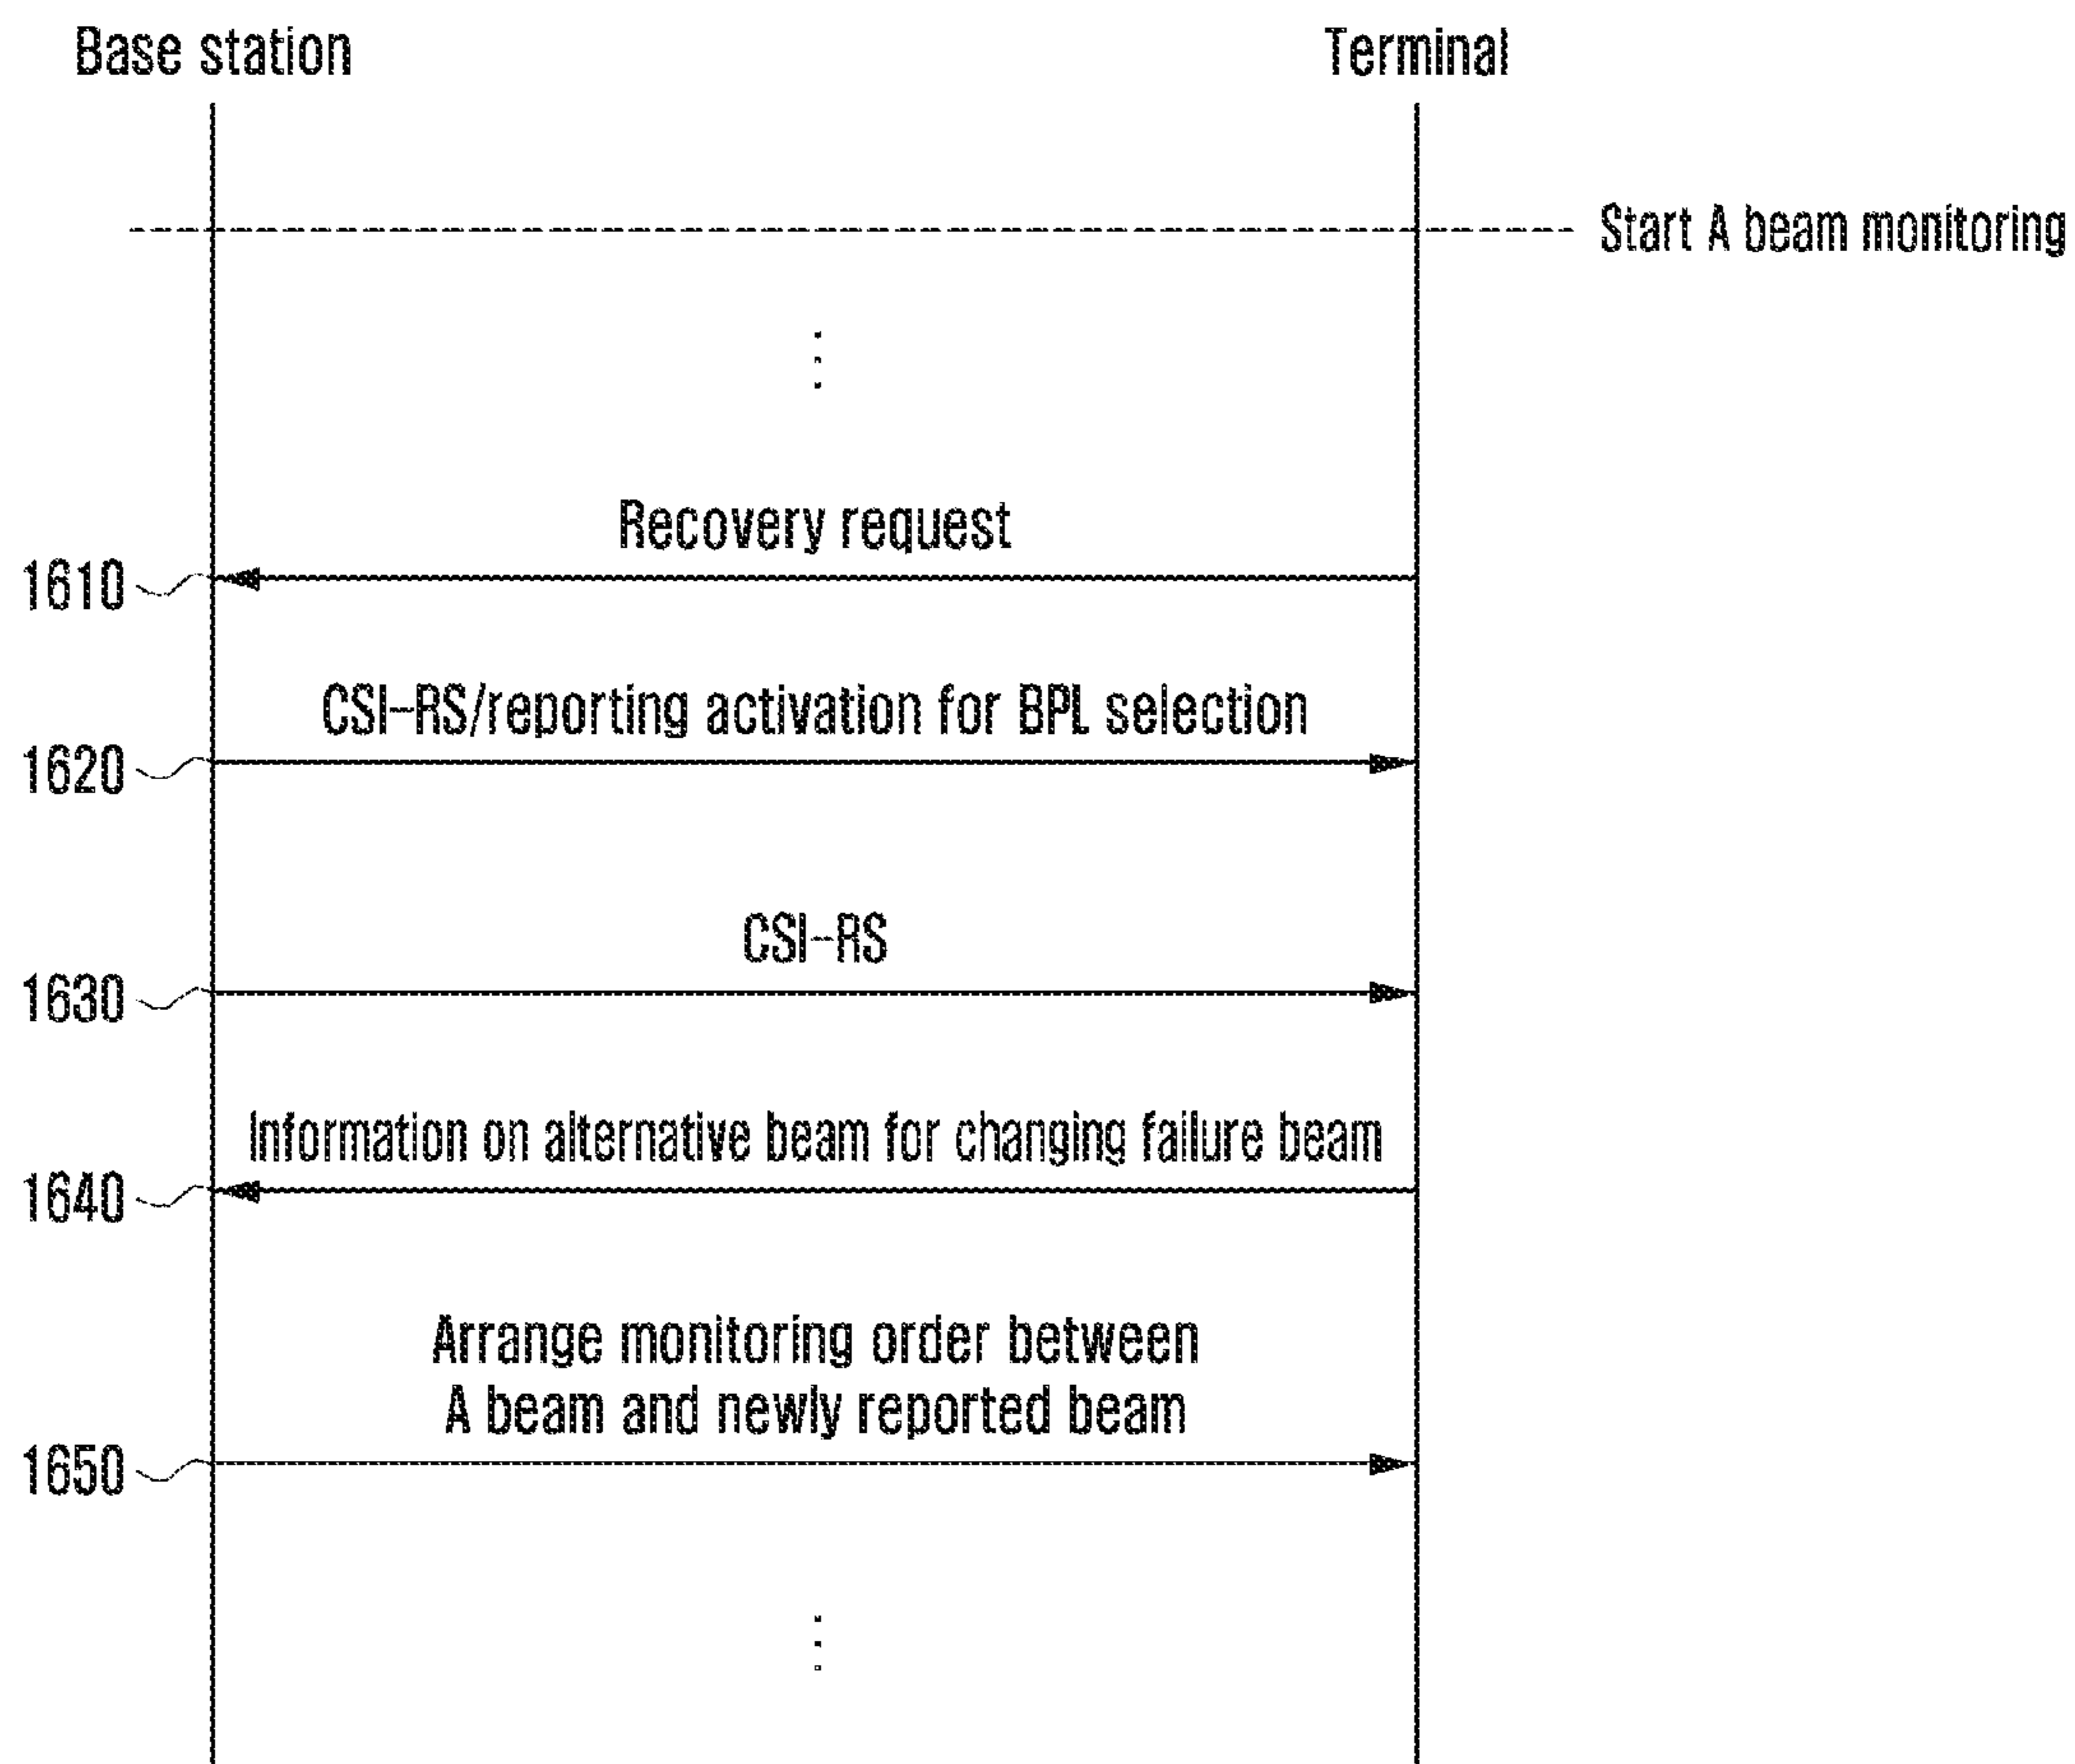 Base station
Terminal
Start A beam monitoring
Recovery request
1610
CSI-RS/reporting activation for BPL selection
1620
CSI-RS
1630
Information on alternative beam for changing failure beam
1640
Arrange monitoring order between
A beam and newly reported beam
1650